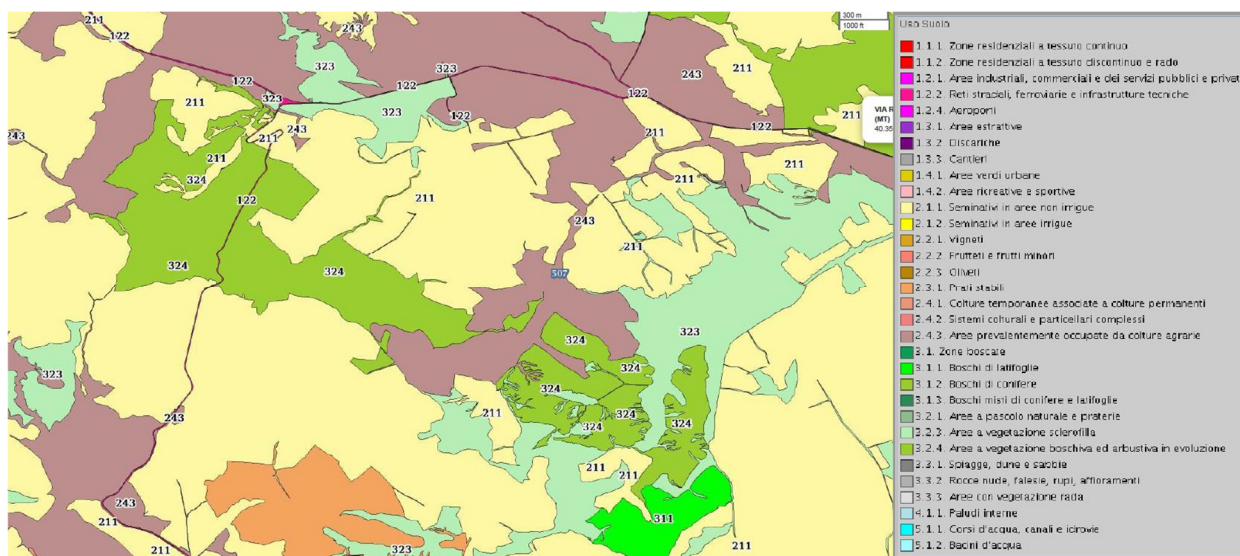 211
122
243
300 m
1000 ft
323
323
122
243
211
122
323
122
211
323
122
243
211
323
122
211
122
211
VIA R
(MT)
40.35
243
211
211
211
324
211
211
122
243
211
507
324
324
323
324
324
323
324
324
324
324
243
211
211
211
311
243
211
211
323
211
Uso Suolo
1.1.1. Zone residenziali a tessuto continuo
1.1.2. Zone residenziali a tessuto discontinuo e rado
1.2.1. Aree industriali, commerciali e dei servizi pubblici e privat
1.2.2. Reti stradali, ferroviarie e infrastrutture tecniche
1.2.4. Aeroporti
1.3.1. Aree estrattive
1.3.2. Discariche
1.3.3. Cantieri
1.4.1. Aree verdi urbane
1.4.2. Aree ricreative e sportive
2.1.1. Seminativi in aree non irrigue
2.1.2. Seminativi in aree irrigue
2.2.1. Vigneti
2.2.2. Frutteti e frutti minori
2.2.3. Oliveti
2.3.1. Prati stabili
2.4.1. Colture temporanee associate a colture permanenti
2.4.2. Sistemi colturali e particellari complessi
2.4.3. Aree prevalentemente occupate da colture agrarie
3.1. Zone boscate
3.1.1. Boschi di latifoglie
3.1.2. Boschi di conifere
3.1.3. Boschi misti di conifere e latifoglie
3.2.1. Aree a pascolo naturale e praterie
3.2.3. Aree a vegetazione sclerofilla
3.2.4. Aree a vegetazione boschiva ed arbustiva in evoluzione
3.3.1. Spiagge, dune e sabbie
3.3.2. Rocce nude, falesie, rupi, affioramenti
3.3.3. Aree con vegetazione rada
4.1.1. Paludi interne
5.1.1. Corsi d'acqua, canali e idrovie
5.1.2. Bacini d'acqua